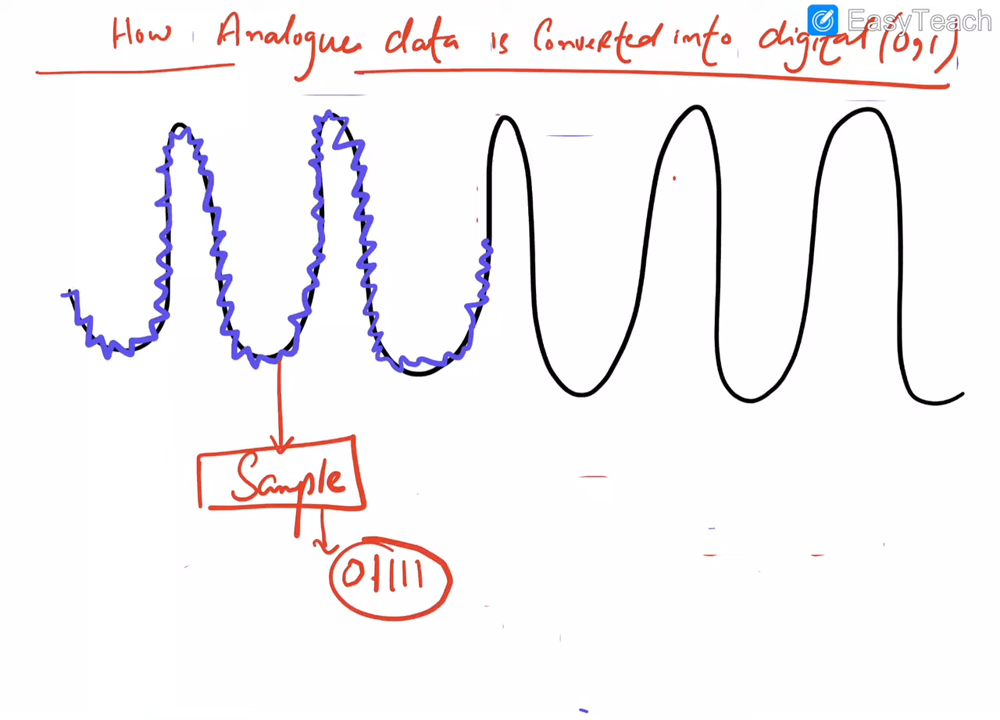 EasyTeach
How Analogue data is Converted into digital (0,1)
Sample
01111